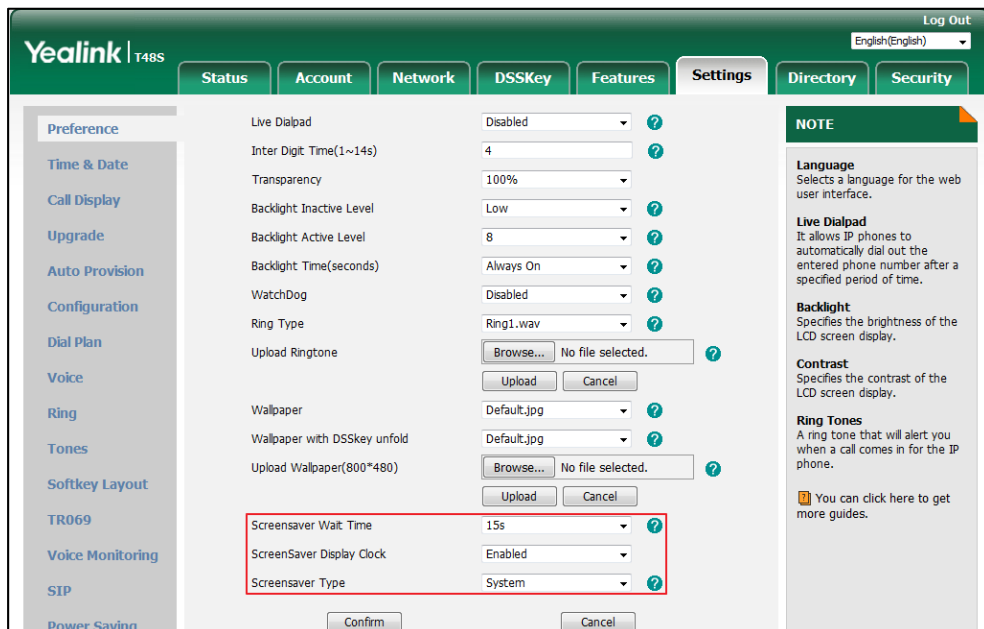 Log Out
Yealink T48S
English(English)
Status Account Network DSSKey Features Settings Directory Security
Preference
Time & Date
Call Display
Upgrade
Auto Provision
Configuration
Dial Plan
Voice
Ring
Tones
Softkey Layout
TR069
Voice Monitoring
SIP
Power Saving
Live Dialpad Disabled
Inter Digit Time(1~14s) 4
Transparency 100%
Backlight Inactive Level Low
Backlight Active Level 8
Backlight Time(seconds) Always On
WatchDog Disabled
Ring Type Ring1.wav
Upload Ringtone Browse... No file selected.
Upload Cancel
Wallpaper Default.jpg
Wallpaper with DSSkey unfold Default.jpg
Upload Wallpaper(800*480) Browse... No file selected.
Upload Cancel
Screensaver Wait Time 15s
ScreenSaver Display Clock Enabled
Screensaver Type System
Confirm Cancel
NOTE
Language
Selects a language for the web
user interface.
Live Dialpad
It allows IP phones to
automatically dial out the
entered phone number after a
specified period of time.
Backlight
Specifies the brightness of the
LCD screen display.
Contrast
Specifies the contrast of the
LCD screen display.
Ring Tones
A ring tone that will alert you
when a call comes in for the IP
phone.
You can click here to get
more guides.